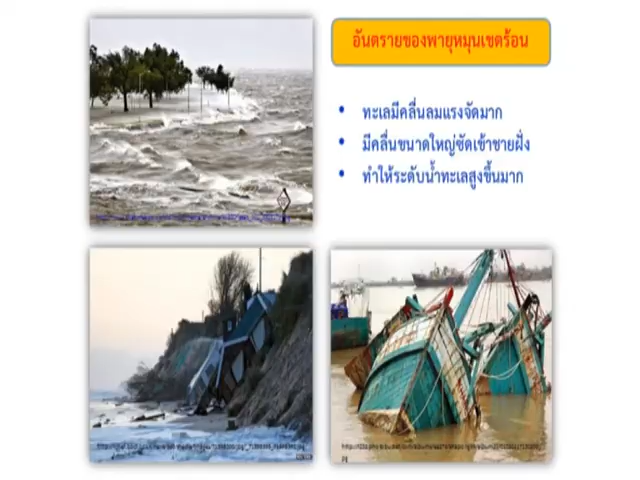 อันตรายของพายุหมุนเขตร้อน
• ทะเลมีคลื่นลมแรงจัดมาก
• มีคลื่นขนาดใหญ่ซัดเข้าชายฝั่ง
• ทำให้ระดับน้ำทะเลสูงขึ้นมาก